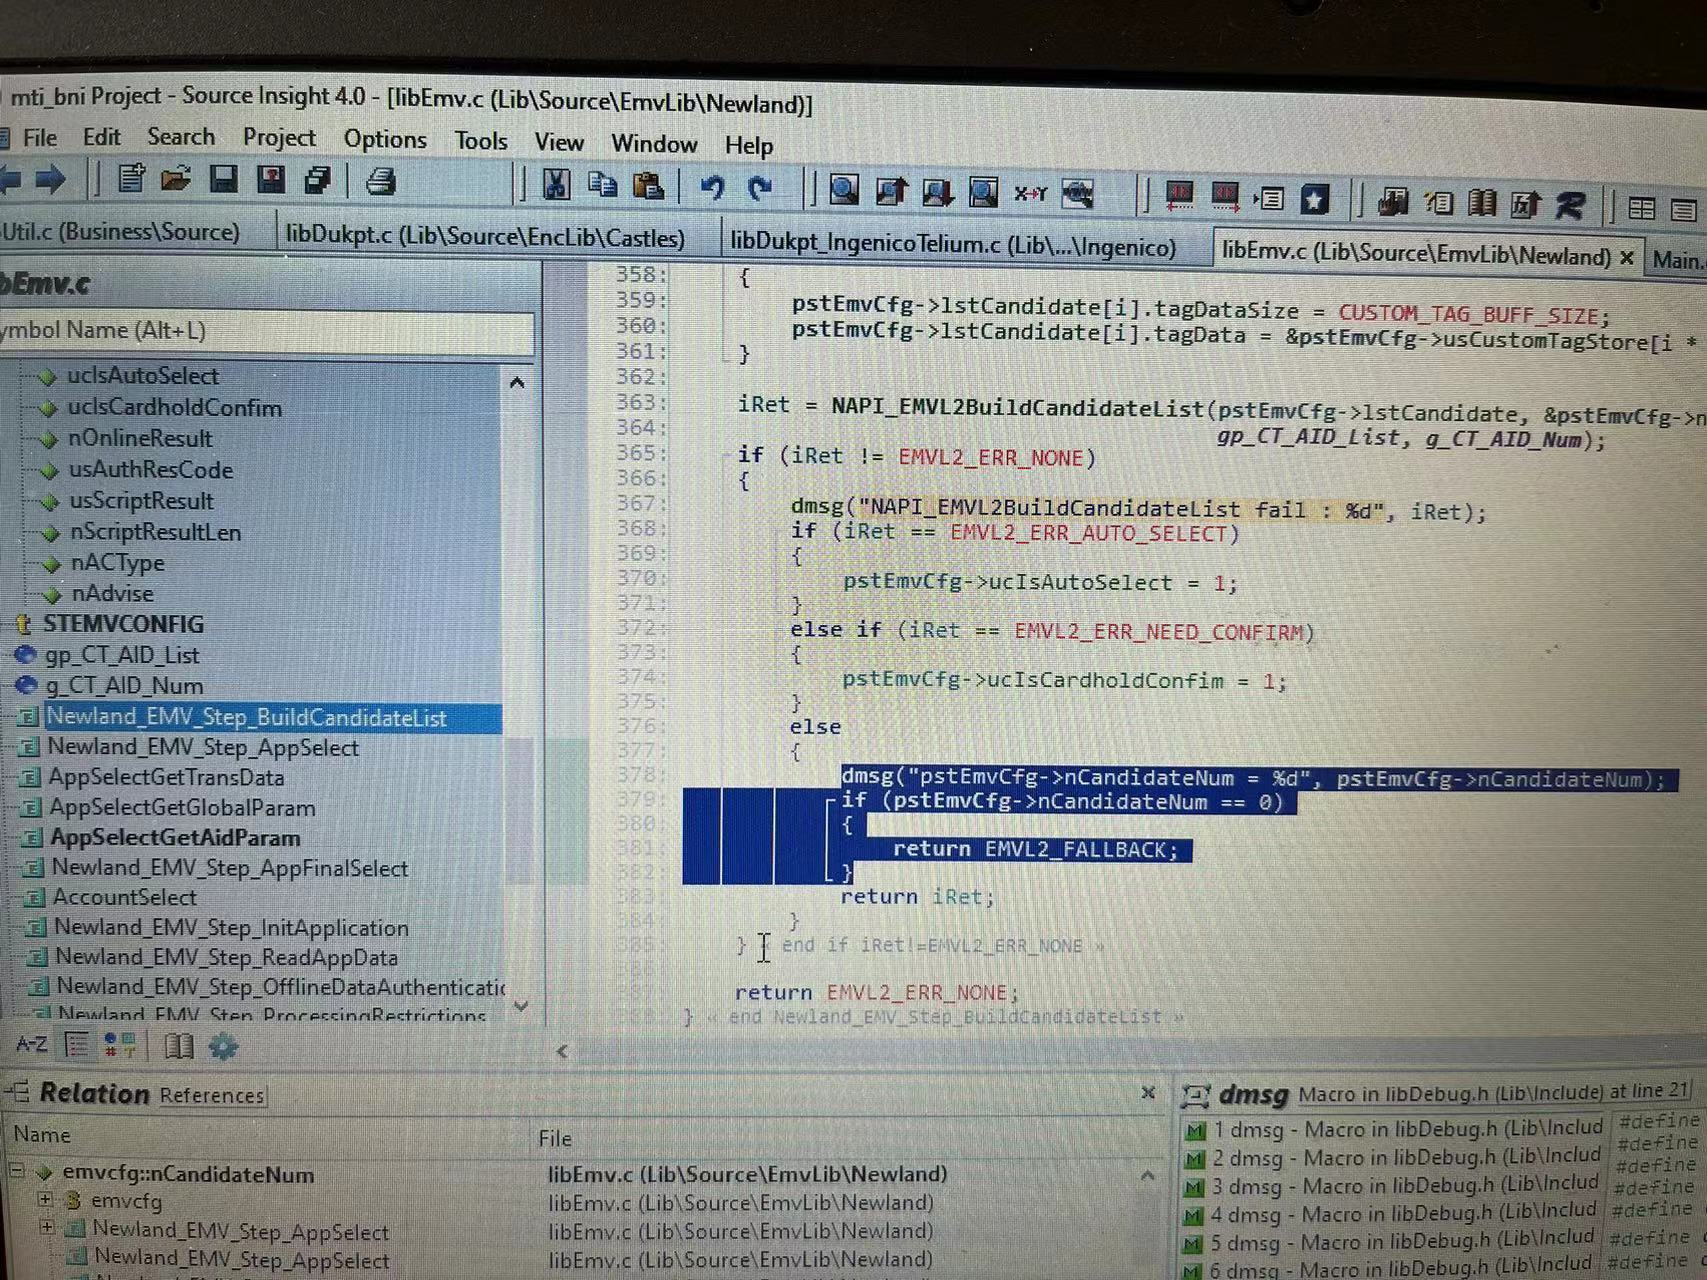 mti_bni Project - Source Insight 4.0 - [libEmv.c (Lib\Source\EmvLib\Newland)]
File Edit Search Project Options Tools View Window Help
Util.c (Business\Source) libDukpt.c (Lib\Source\EncLib\Castles) libDukpt_IngenicoTelium.c (Lib\...\Ingenico) libEmv.c (Lib\Source\EmvLib\Newland) × Main.
bEmv.c
ymbol Name (Alt+L)
ucIsAutoSelect
ucIsCardholdConfim
nOnlineResult
usAuthResCode
usScriptResult
nScriptResultLen
nACType
nAdvise
STEMVCONFIG
gp_CT_AID_List
g_CT_AID_Num
Newland_EMV_Step_BuildCandidateList
Newland_EMV_Step_AppSelect
AppSelectGetTransData
AppSelectGetGlobalParam
AppSelectGetAidParam
Newland_EMV_Step_AppFinalSelect
AccountSelect
Newland_EMV_Step_InitApplication
Newland_EMV_Step_ReadAppData
Newland_EMV_Step_OfflineDataAuthenticatic
Newland_EMV_Step_ProcessingRestrictions
A-Z
358: {
359: pstEmvCfg->lstCandidate[i].tagDataSize = CUSTOM_TAG_BUFF_SIZE;
360: pstEmvCfg->lstCandidate[i].tagData = &pstEmvCfg->usCustomTagStore[i *
361: }
362:
363: iRet = NAPI_EMVL2BuildCandidateList(pstEmvCfg->lstCandidate, &pstEmvCfg->n
364: gp_CT_AID_List, g_CT_AID_Num);
365: if (iRet != EMVL2_ERR_NONE)
366: {
367: dmsg("NAPI_EMVL2BuildCandidateList fail : %d", iRet);
368: if (iRet == EMVL2_ERR_AUTO_SELECT)
369: {
370: pstEmvCfg->ucIsAutoSelect = 1;
371: }
372: else if (iRet == EMVL2_ERR_NEED_CONFIRM)
373: {
374: pstEmvCfg->ucIsCardholdConfim = 1;
375: }
376: else
377: {
378: dmsg("pstEmvCfg->nCandidateNum = %d", pstEmvCfg->nCandidateNum);
379: if (pstEmvCfg->nCandidateNum == 0)
380: {
381: return EMVL2_FALLBACK;
382: }
383: return iRet;
384: }
385: } « end if iRet!=EMVL2_ERR_NONE »
return EMVL2_ERR_NONE;
} « end Newland_EMV_Step_BuildCandidateList »
Relation References
Name File
emvcfg::nCandidateNum libEmv.c (Lib\Source\EmvLib\Newland)
emvcfg libEmv.c (Lib\Source\EmvLib\Newland)
Newland_EMV_Step_AppSelect libEmv.c (Lib\Source\EmvLib\Newland)
Newland_EMV_Step_AppSelect libEmv.c (Lib\Source\EmvLib\Newland)
dmsg Macro in libDebug.h (Lib\Include) at line 21
1 dmsg - Macro in libDebug.h (Lib\Includ #define
2 dmsg - Macro in libDebug.h (Lib\Includ #define
3 dmsg - Macro in libDebug.h (Lib\Includ #define
4 dmsg - Macro in libDebug.h (Lib\Includ #define
5 dmsg - Macro in libDebug.h (Lib\Includ #define
6 dmsg - Macro in libDebug.h (Lib\Includ #define